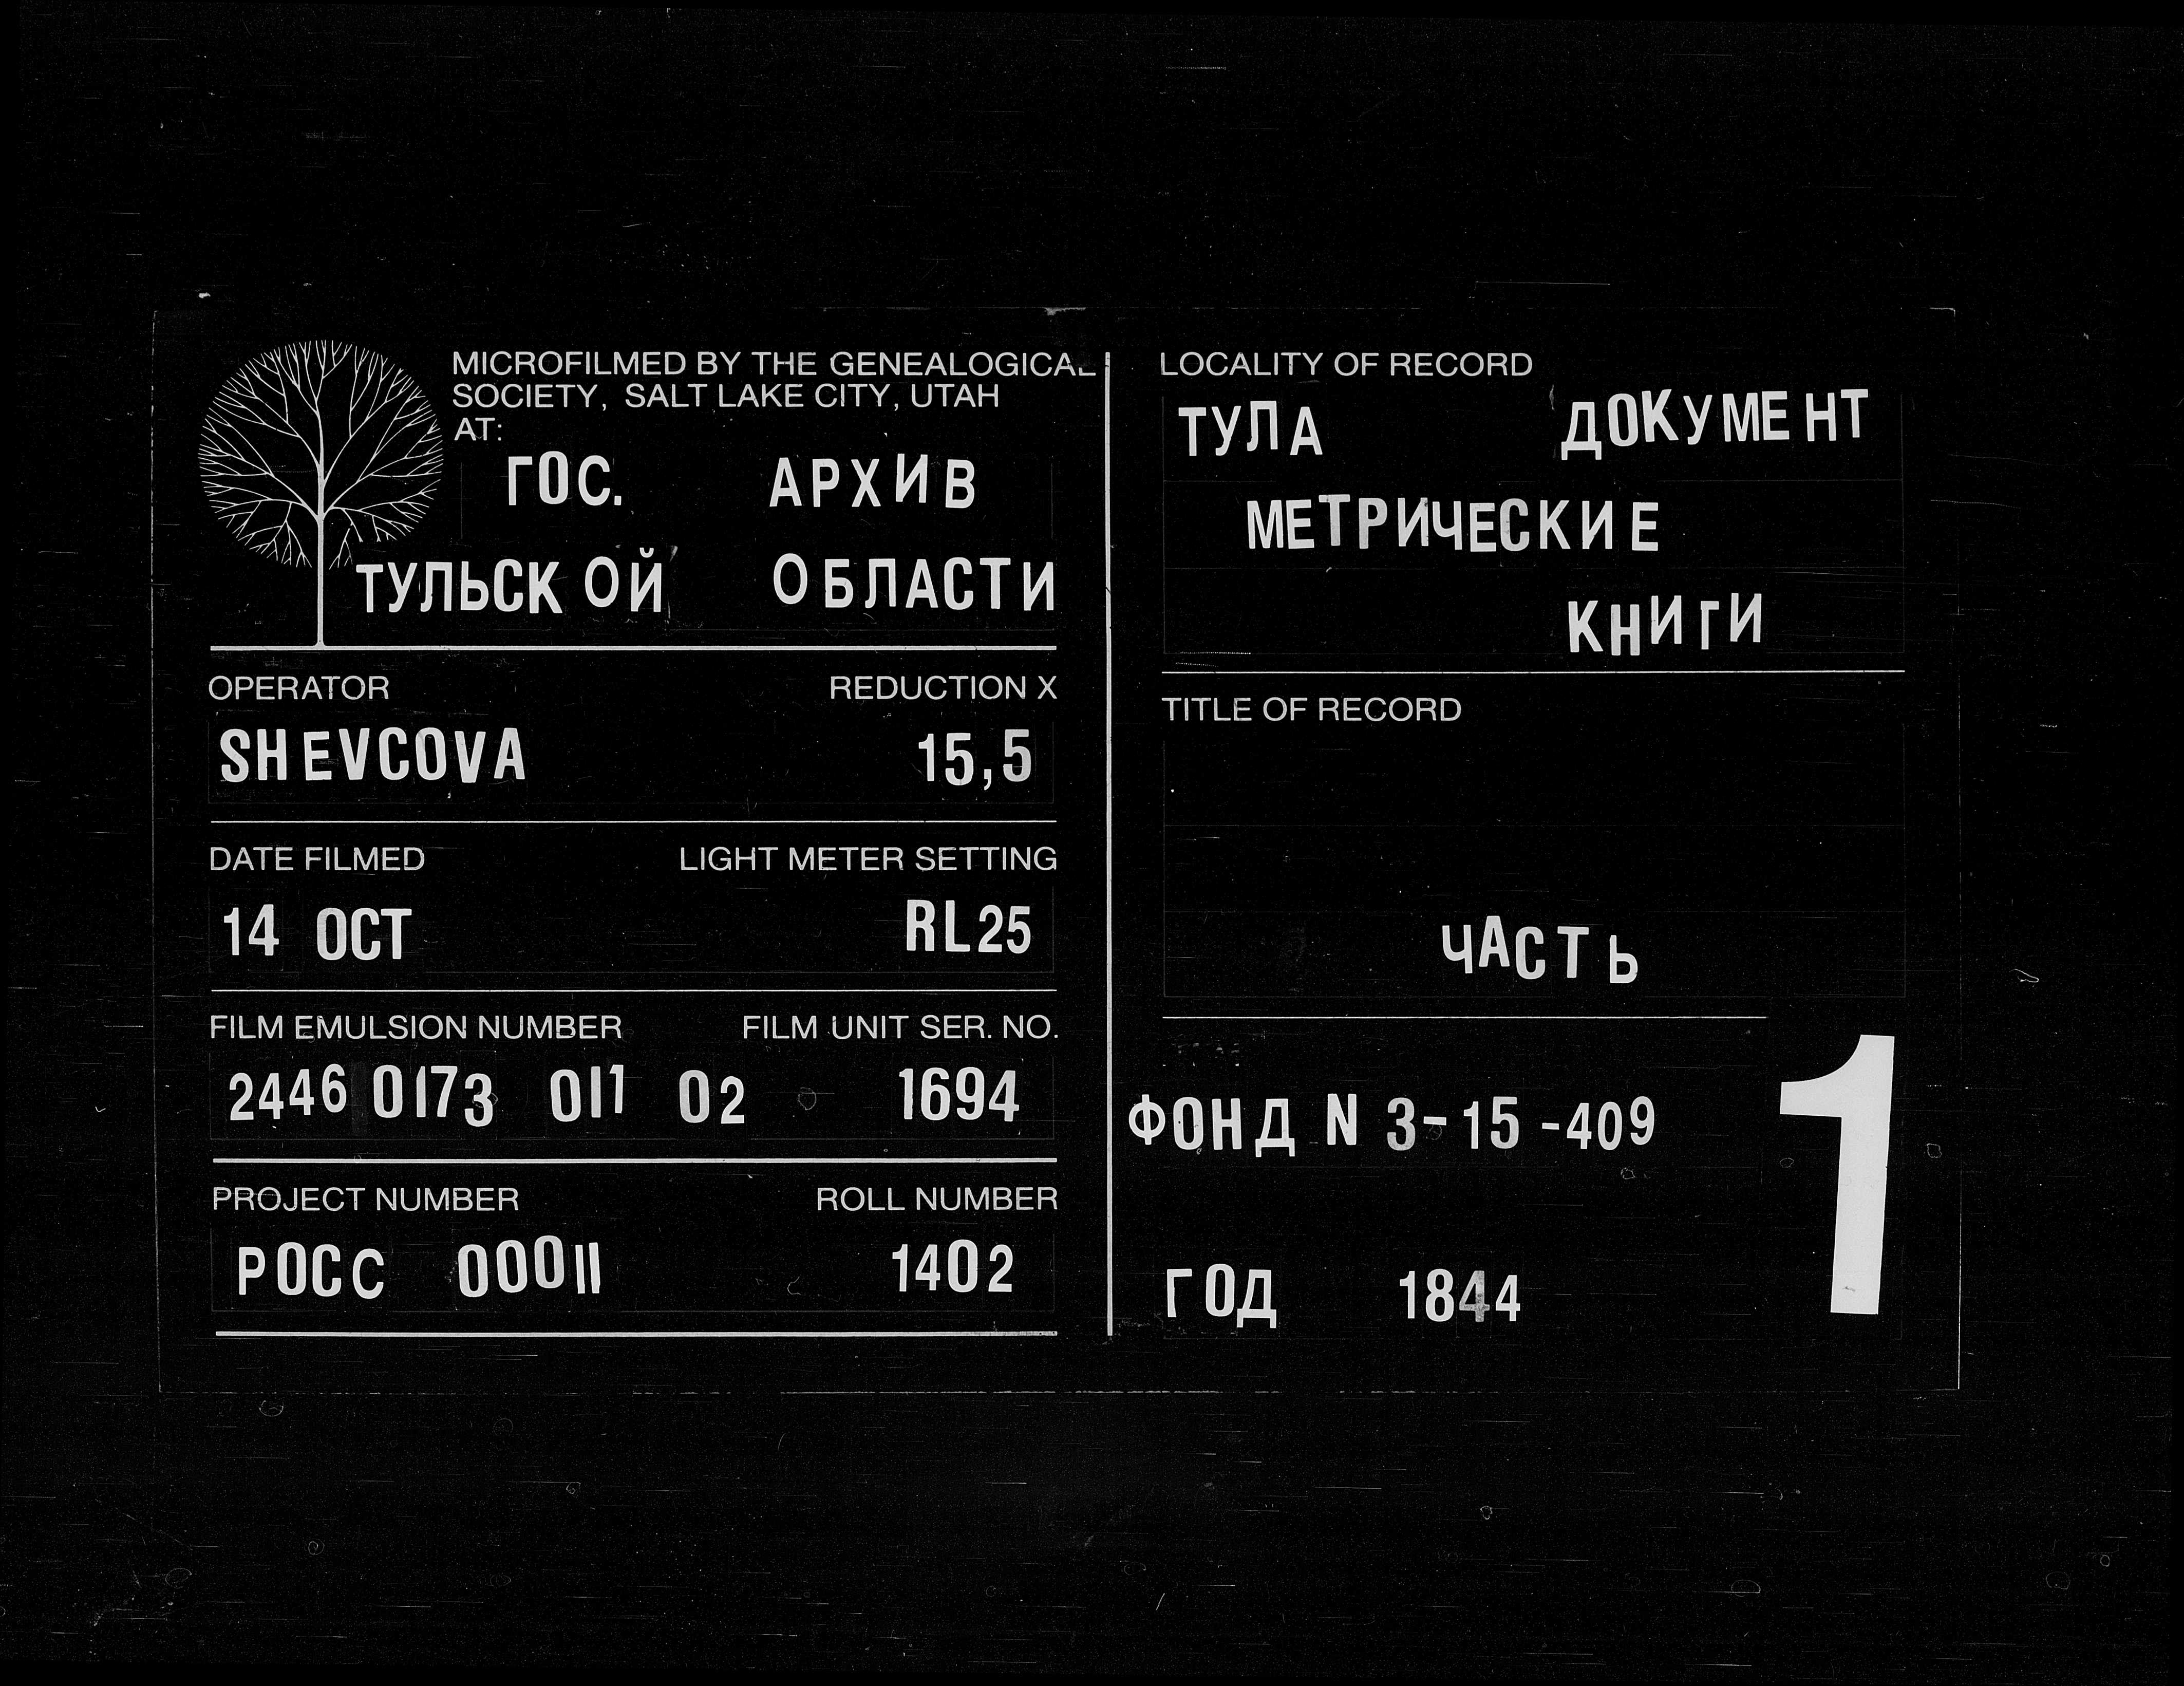 MICROFILMED BY THE GENEALOGICAL
SOCIETY, SALT LAKE CITY, UTAH
AT:
ГОС. АРХИВ
ТУЛЬСКОЙ ОБЛАСТИ
OPERATOR REDUCTION X
SHEVCOVA 15,5
DATE FILMED LIGHT METER SETTING
14 OCT RL25
FILM EMULSION NUMBER FILM UNIT SER. NO.
2446 0173 011 02 1694
PROJECT NUMBER ROLL NUMBER
РОСС 00011 1402
LOCALITY OF RECORD
ТУЛА ДОКУМЕНТ
МЕТРИЧЕСКИЕ
КНИГИ
TITLE OF RECORD
ЧАСТЬ
1
ФОНД N 3-15-409
ГОД 1844